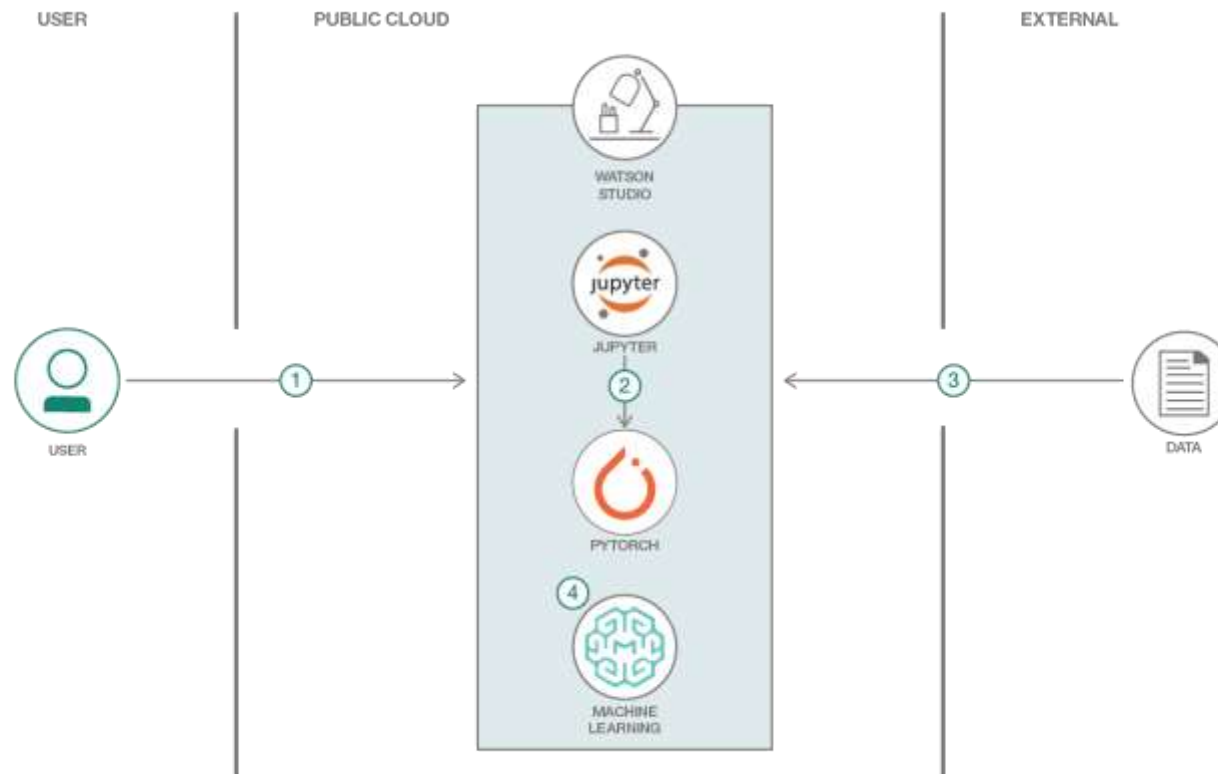 USER
PUBLIC CLOUD
EXTERNAL
WATSON
STUDIO
jupyter
JUPYTER
1
2
3
USER
DATA
PYTORCH
4
MACHINE
LEARNING